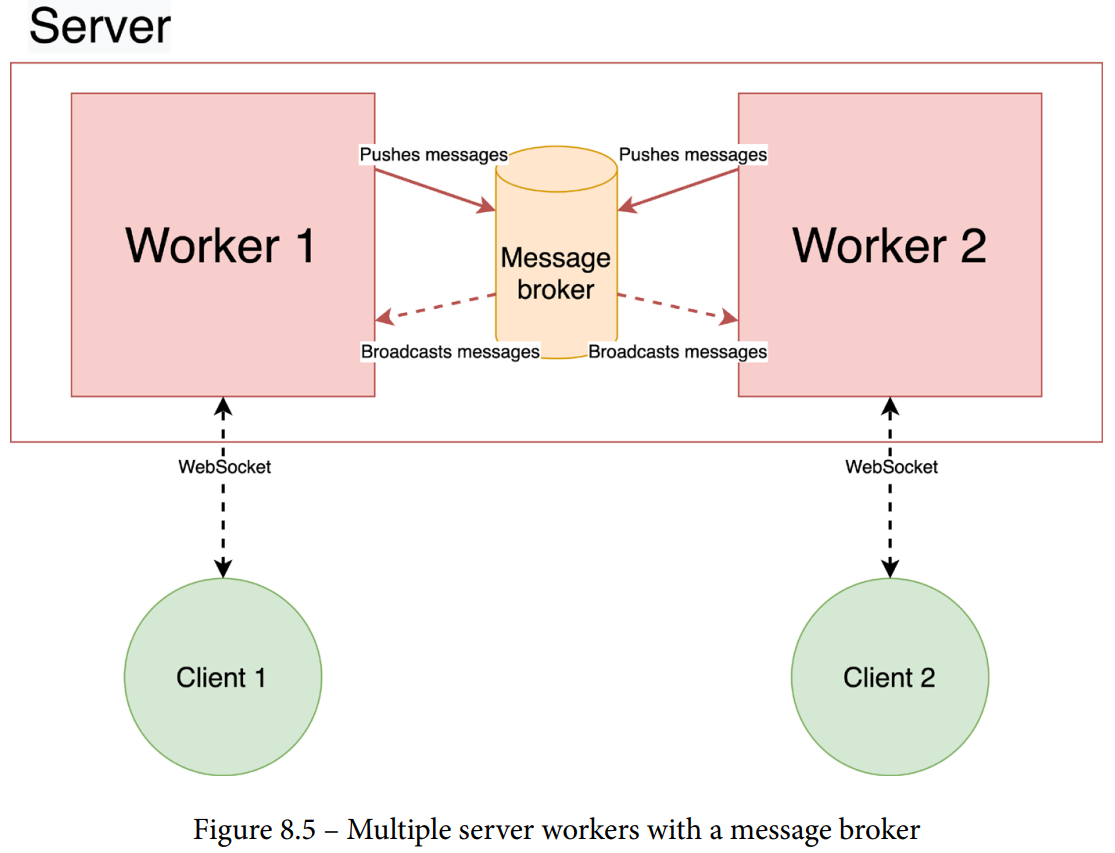 Server
Pushes messages
Pushes messages
Worker 1
Message
broker
Worker 2
Broadcasts messages
Broadcasts messages
WebSocket
WebSocket
Client 1
Client 2
Figure 8.5 – Multiple server workers with a message broker